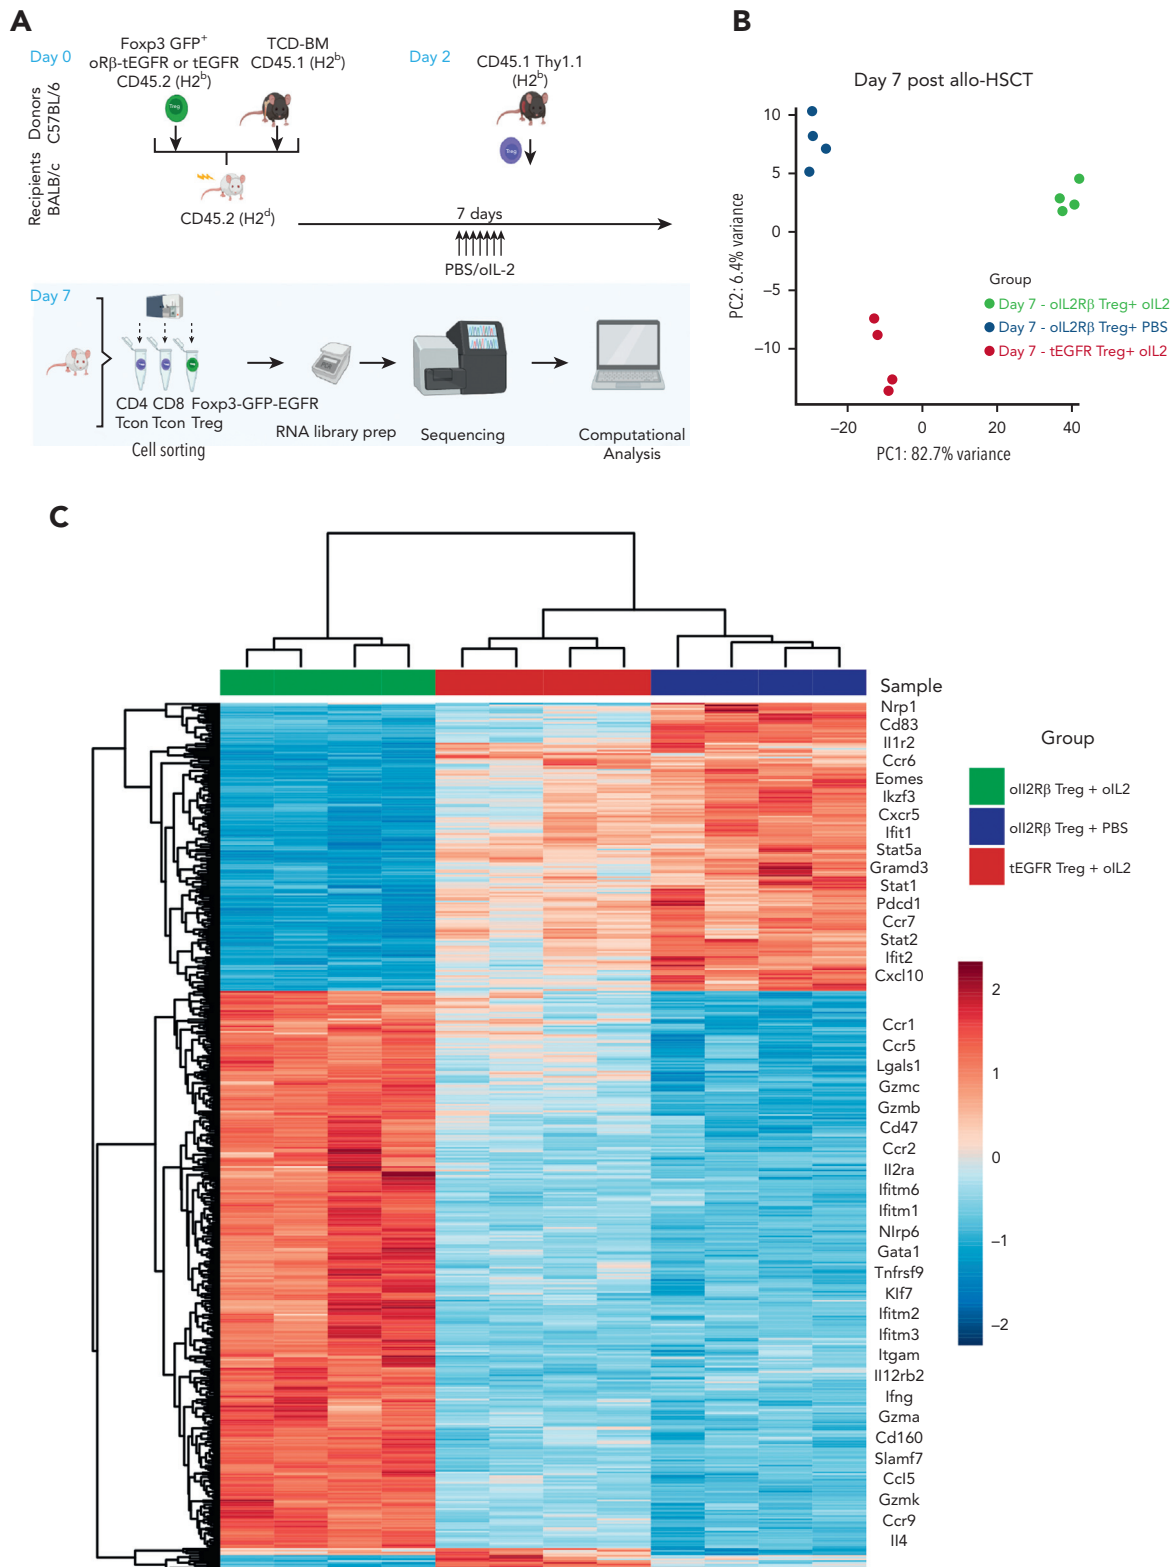 A
Day 0
Foxp3 GFP+
oRβ-tEGFR or tEGFR
CD45.2 (H2b)
TCD-BM
CD45.1 (H2b)
Day 2
CD45.1 Thy1.1
(H2b)
Donors
C57BL/6
Recipients
BALB/c
Treg
Treg
CD45.2 (H2d)
7 days
PBS/oIL-2
Day 7
CD4 CD8 Foxp3-GFP-EGFR
Tcon Tcon Treg
Cell sorting
RNA library prep
Sequencing
Computational
Analysis
B
Day 7 post allo-HSCT
10
5
0
−5
−10
PC2: 6.4% variance
−20
0
20
40
PC1: 82.7% variance
Group
Day 7 - oIL2Rβ Treg+ oIL2
Day 7 - oIL2Rβ Treg+ PBS
Day 7 - tEGFR Treg+ oIL2
C
Sample
Nrp1
Cd83
Il1r2
Ccr6
Eomes
Ikzf3
Cxcr5
Ifit1
Stat5a
Gramd3
Stat1
Pdcd1
Ccr7
Stat2
Ifit2
Cxcl10
Ccr1
Ccr5
Lgals1
Gzmc
Gzmb
Cd47
Ccr2
Il2ra
Ifitm6
Ifitm1
Nlrp6
Gata1
Tnfrsf9
Klf7
Ifitm2
Ifitm3
Itgam
Il12rb2
Ifng
Gzma
Cd160
Slamf7
Ccl5
Gzmk
Ccr9
Il4
Group
oIl2Rβ Treg + oIL2
oIl2Rβ Treg + PBS
tEGFR Treg + oIL2
2
1
0
−1
−2